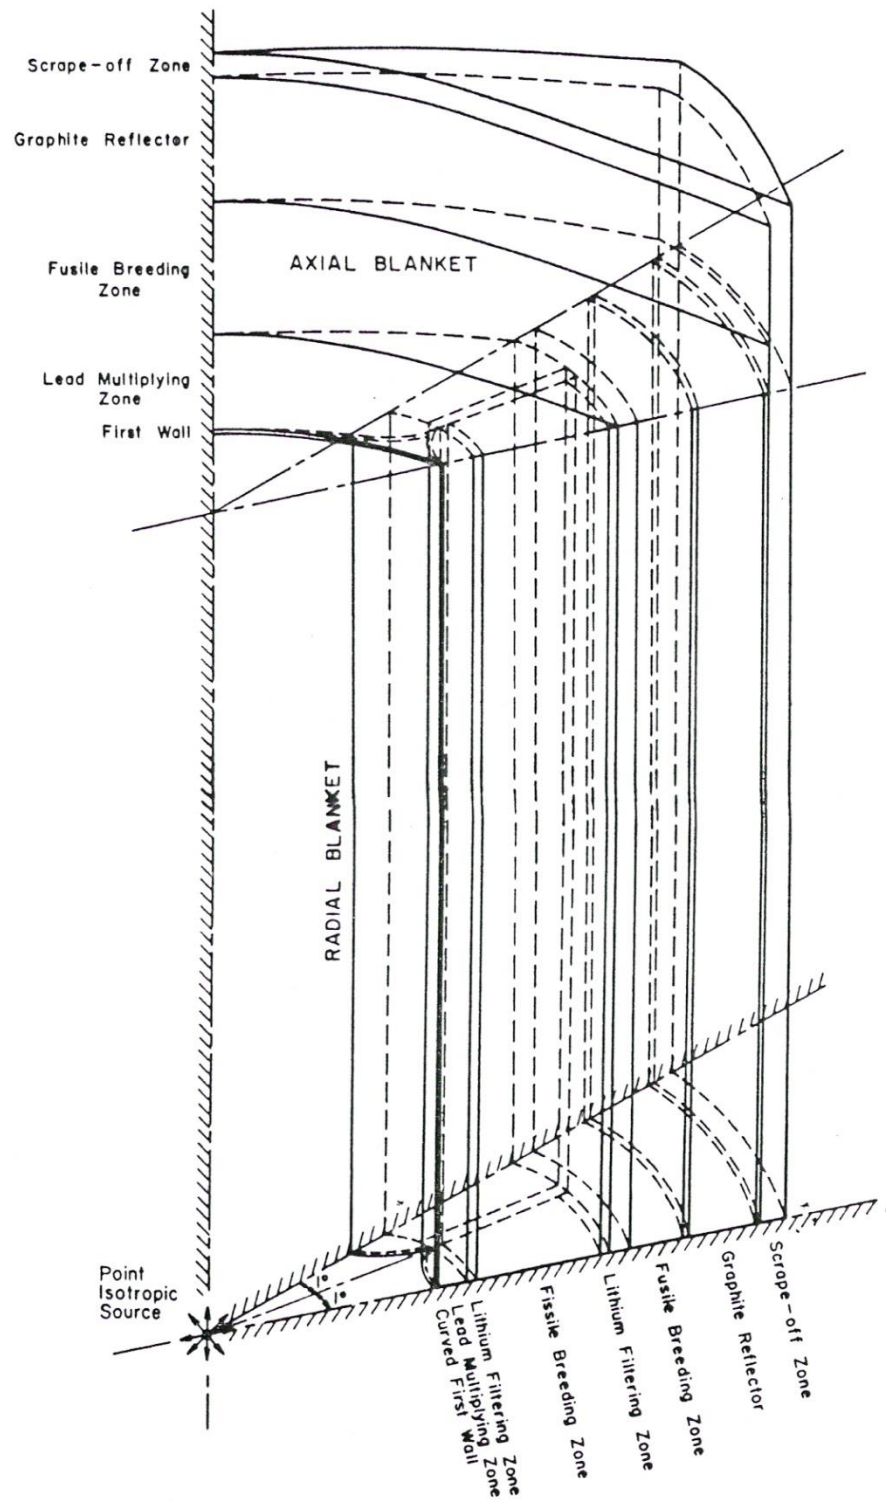 Scrape-off Zone
Graphite Reflector
Fusile Breeding
Zone
AXIAL BLANKET
Lead Multiplying
Zone
First Wall
RADIAL BLANKET
Point
Isotropic
Source
1°
1°
Curved First Wall
Lead Multiplying Zone
Lithium Filtering Zone
Fissile Breeding Zone
Lithium Filtering Zone
Fusile Breeding Zone
Graphite Reflector
Scrape-off Zone